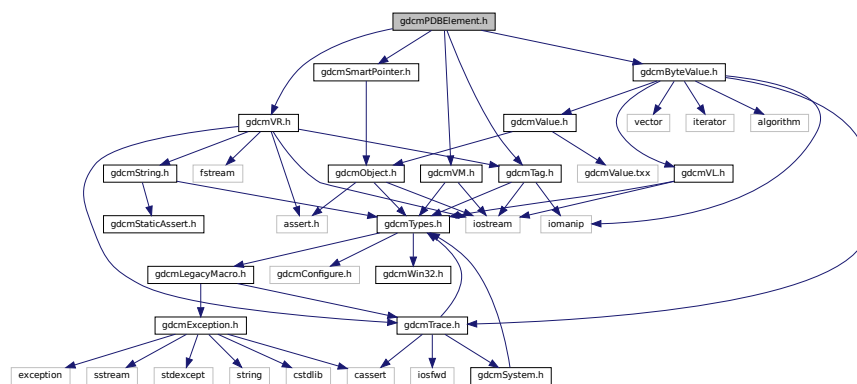 gdcmPDBElement.h
gdcmSmartPointer.h
gdcmByteValue.h
gdcmVR.h
gdcmValue.h
vector
iterator
algorithm
gdcmString.h
fstream
gdcmObject.h
gdcmVM.h
gdcmTag.h
gdcmValue.txx
gdcmVL.h
gdcmStaticAssert.h
assert.h
gdcmTypes.h
iostream
iomanip
gdcmLegacyMacro.h
gdcmConfigure.h
gdcmWin32.h
gdcmException.h
gdcmTrace.h
exception
sstream
stdexcept
string
cstdlib
cassert
iosfwd
gdcmSystem.h